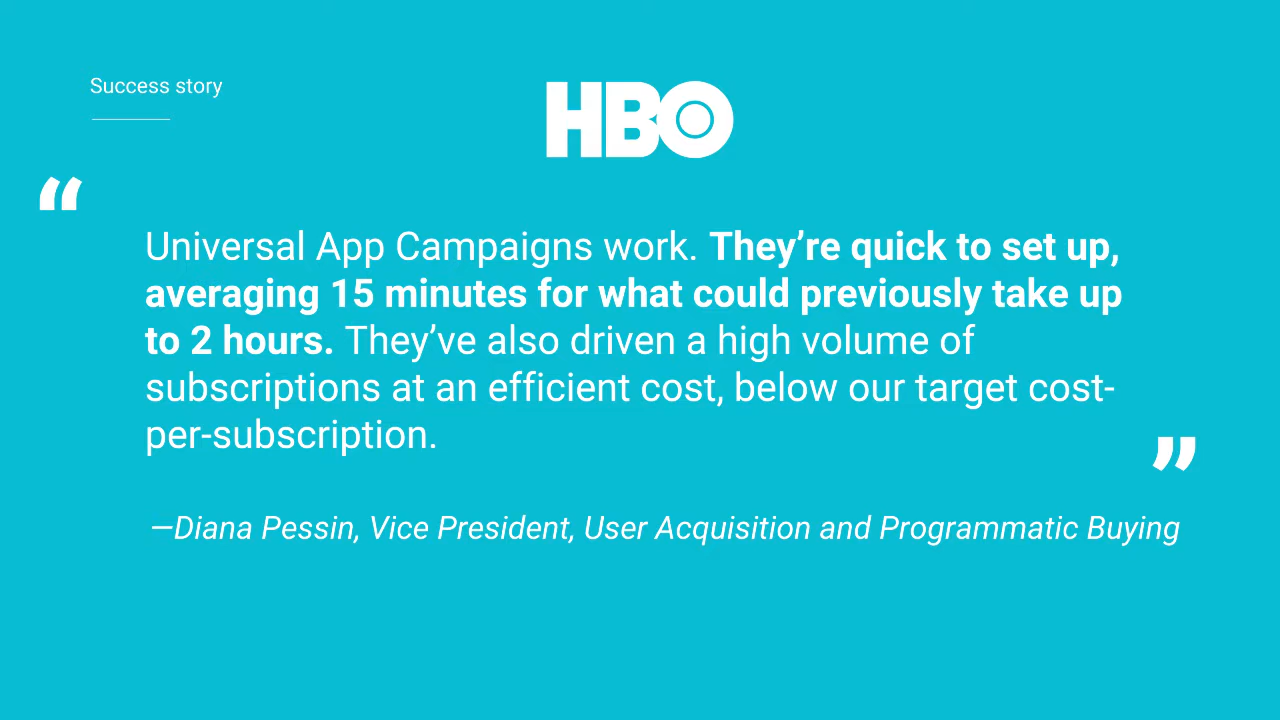 Success story
HBO
“
Universal App Campaigns work. They’re quick to set up,
averaging 15 minutes for what could previously take up
to 2 hours. They’ve also driven a high volume of
subscriptions at an efficient cost, below our target cost-
per-subscription.
”
—Diana Pessin, Vice President, User Acquisition and Programmatic Buying